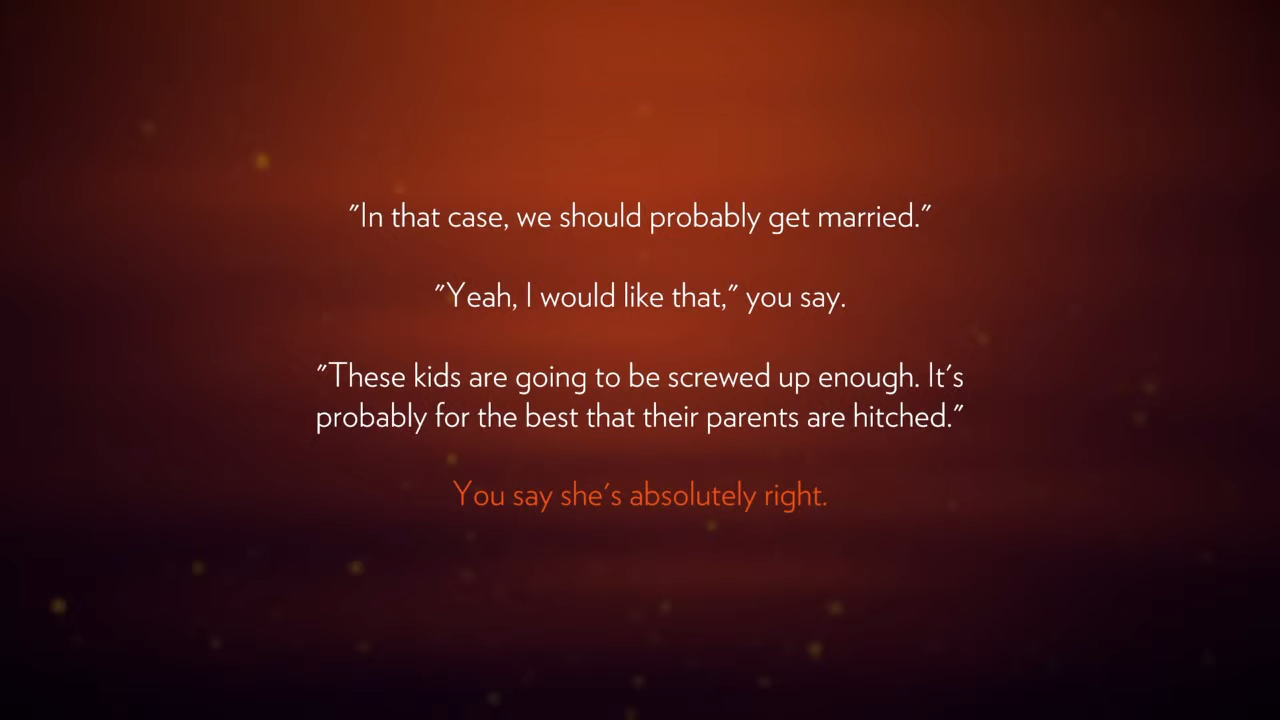 "In that case, we should probably get married."
"Yeah, I would like that," you say.
"These kids are going to be screwed up enough. It's
probably for the best that their parents are hitched."
You say she's absolutely right.